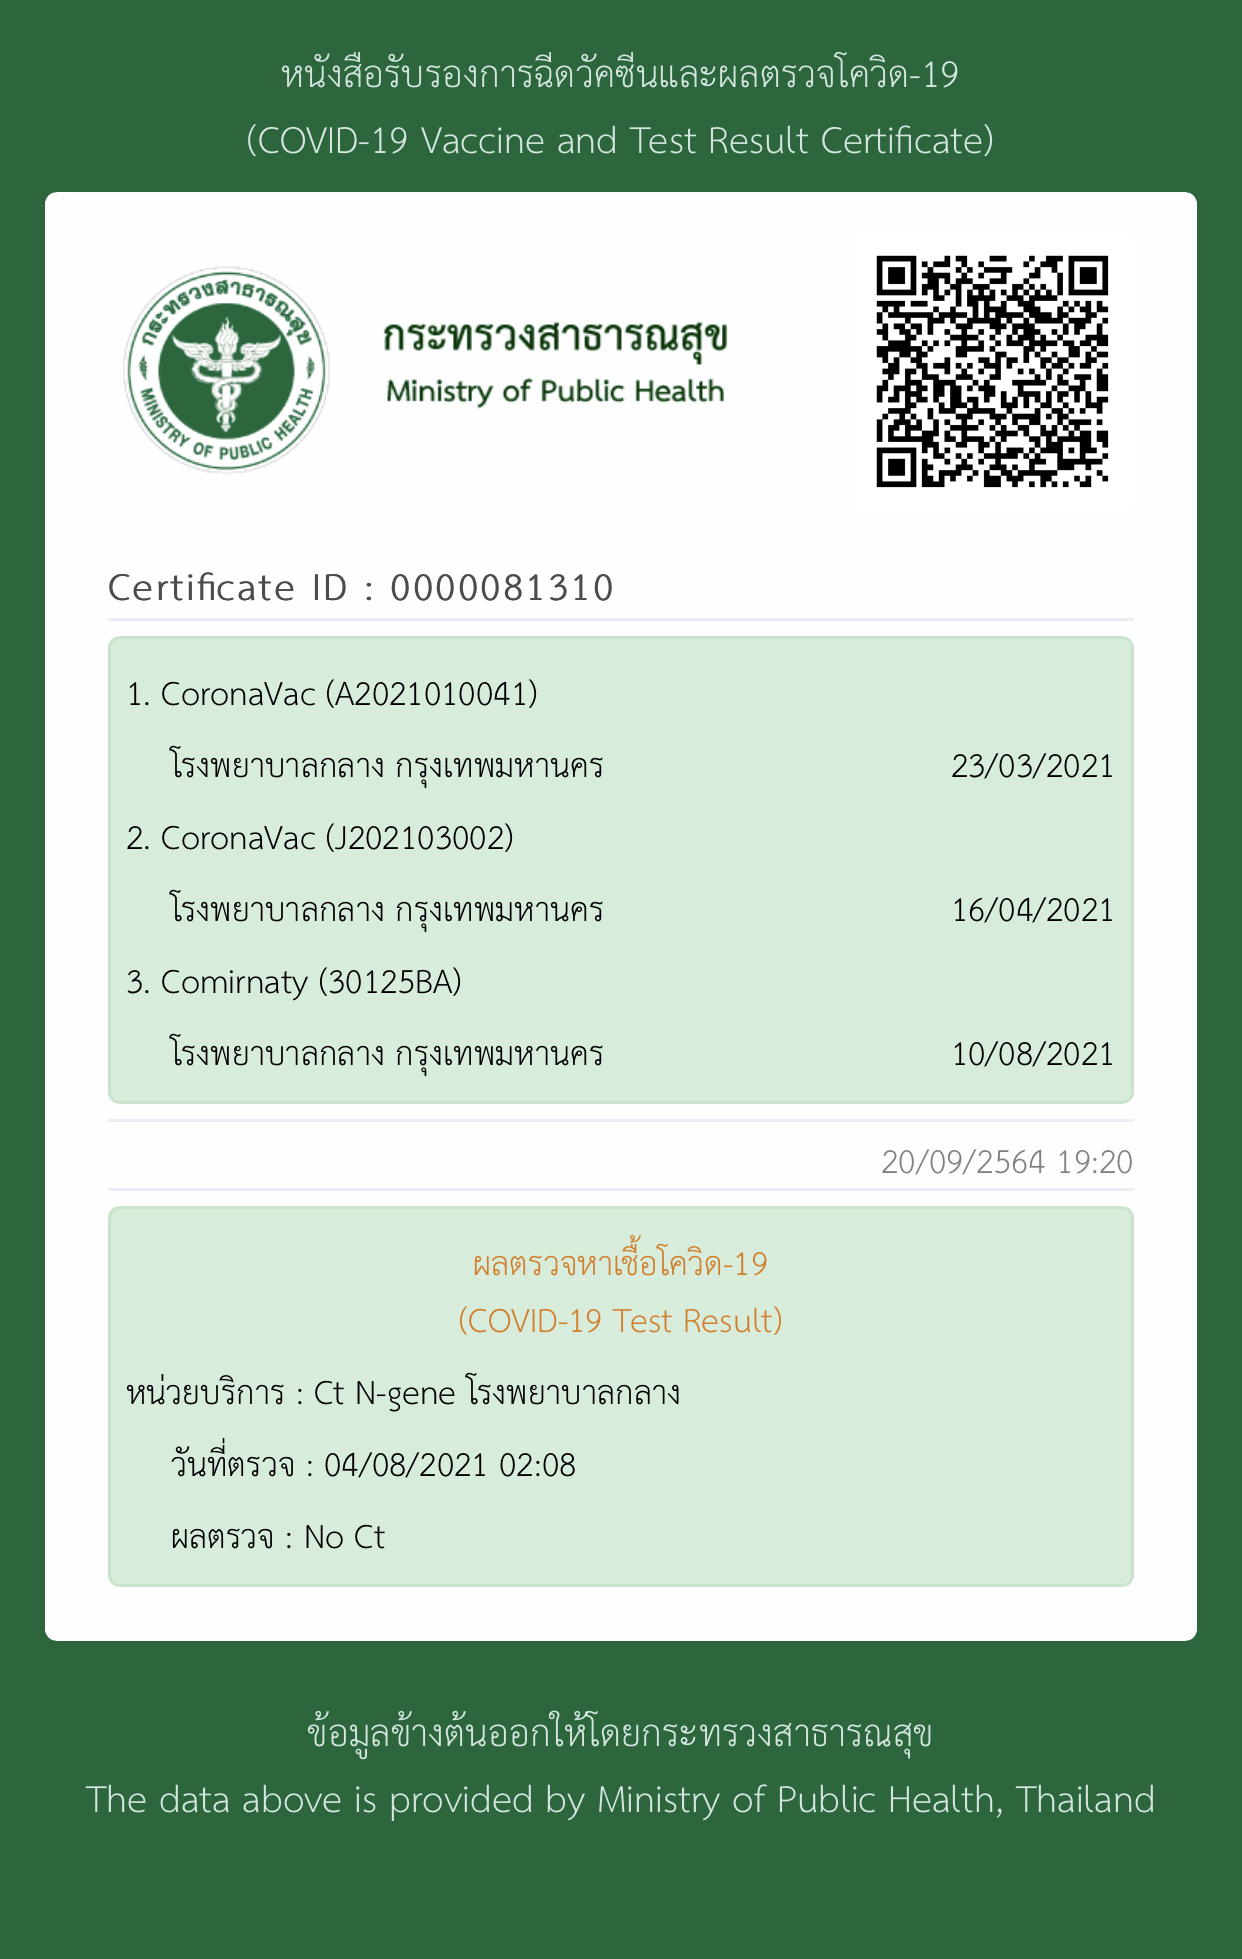 หนังสือรับรองการฉีดวัคซีนและผลตรวจโควิด-19
(COVID-19 Vaccine and Test Result Certificate)
กระทรวงสาธารณสุข
MINISTRY OF PUBLIC HEALTH
กระทรวงสาธารณสุข
Ministry of Public Health
Certificate ID : 0000081310
1. CoronaVac (A2021010041)
โรงพยาบาลกลาง กรุงเทพมหานคร 23/03/2021
2. CoronaVac (J202103002)
โรงพยาบาลกลาง กรุงเทพมหานคร 16/04/2021
3. Comirnaty (30125BA)
โรงพยาบาลกลาง กรุงเทพมหานคร 10/08/2021
20/09/2564 19:20
ผลตรวจหาเชื้อโควิด-19
(COVID-19 Test Result)
หน่วยบริการ : Ct N-gene โรงพยาบาลกลาง
วันที่ตรวจ : 04/08/2021 02:08
ผลตรวจ : No Ct
ข้อมูลข้างต้นออกให้โดยกระทรวงสาธารณสุข
The data above is provided by Ministry of Public Health, Thailand